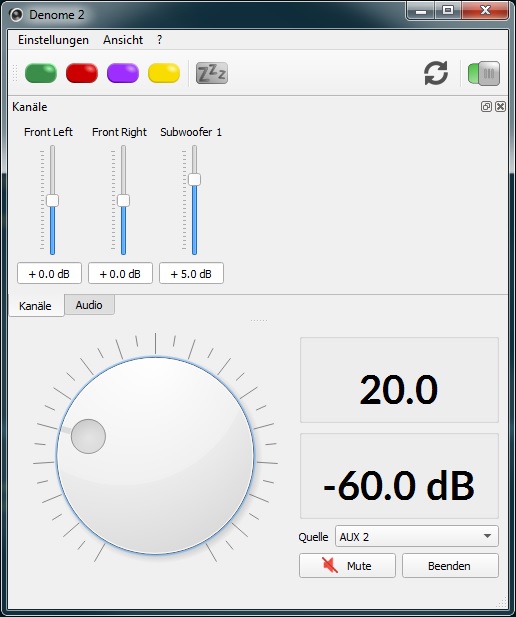 Denome 2
Einstellungen Ansicht ?
ZZZ
Kanäle
Front Left Front Right Subwoofer 1
+ 0.0 dB + 0.0 dB + 5.0 dB
Kanäle Audio
20.0
-60.0 dB
Quelle AUX 2
Mute Beenden